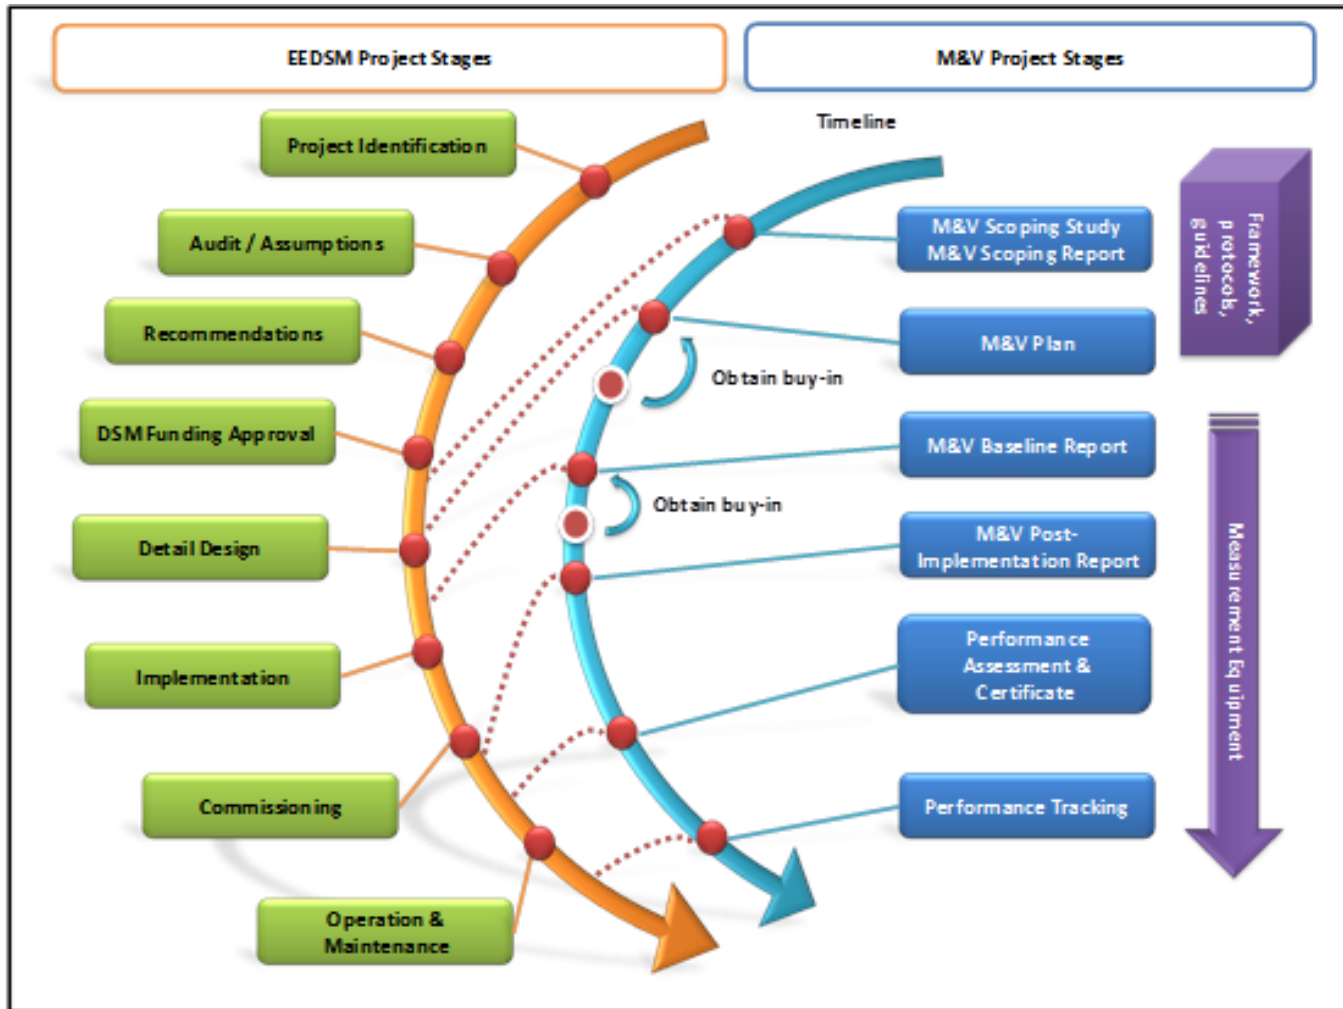 EEDSM Project Stages
M&V Project Stages
Timeline
Project Identification
Audit / Assumptions
Recommendations
DSM Funding Approval
Detail Design
Implementation
Commissioning
Operation &
Maintenance
M&V Scoping Study
M&V Scoping Report
M&V Plan
Obtain buy-in
M&V Baseline Report
Obtain buy-in
M&V Post-
Implementation Report
Performance
Assessment &
Certificate
Performance Tracking
Framework,
protocols,
guidelines
Measurement Equipment